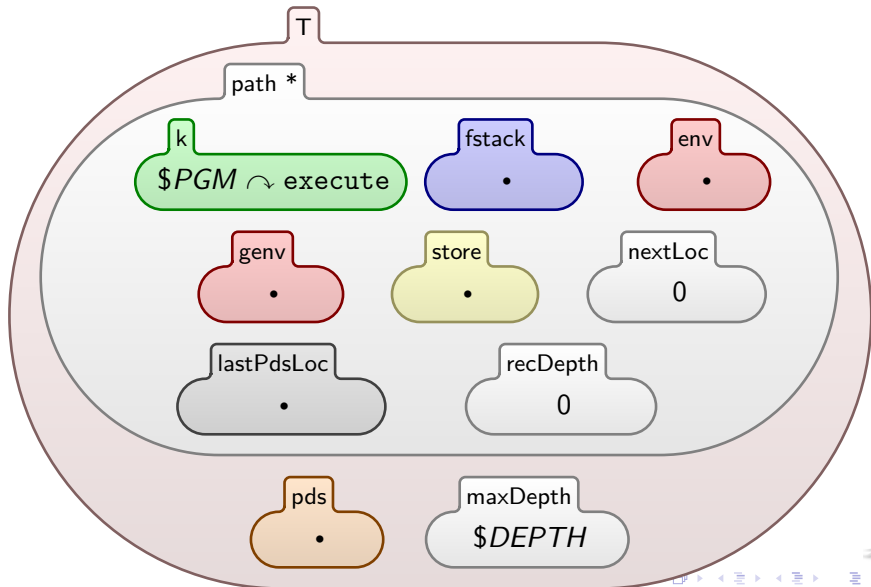 T
path *
k fstack env
$PGM ↷ execute • •
genv store nextLoc
• • 0
lastPdsLoc recDepth
• 0
pds maxDepth
• $DEPTH